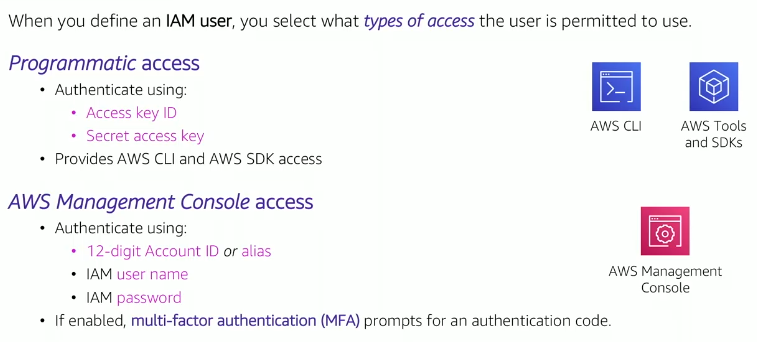 When you define an IAM user, you select what types of access the user is permitted to use.
Programmatic access
• Authenticate using:
• Access key ID
• Secret access key
• Provides AWS CLI and AWS SDK access
AWS CLI
AWS Tools
and SDKs
AWS Management Console access
• Authenticate using:
• 12-digit Account ID or alias
• IAM user name
• IAM password
• If enabled, multi-factor authentication (MFA) prompts for an authentication code.
AWS Management
Console